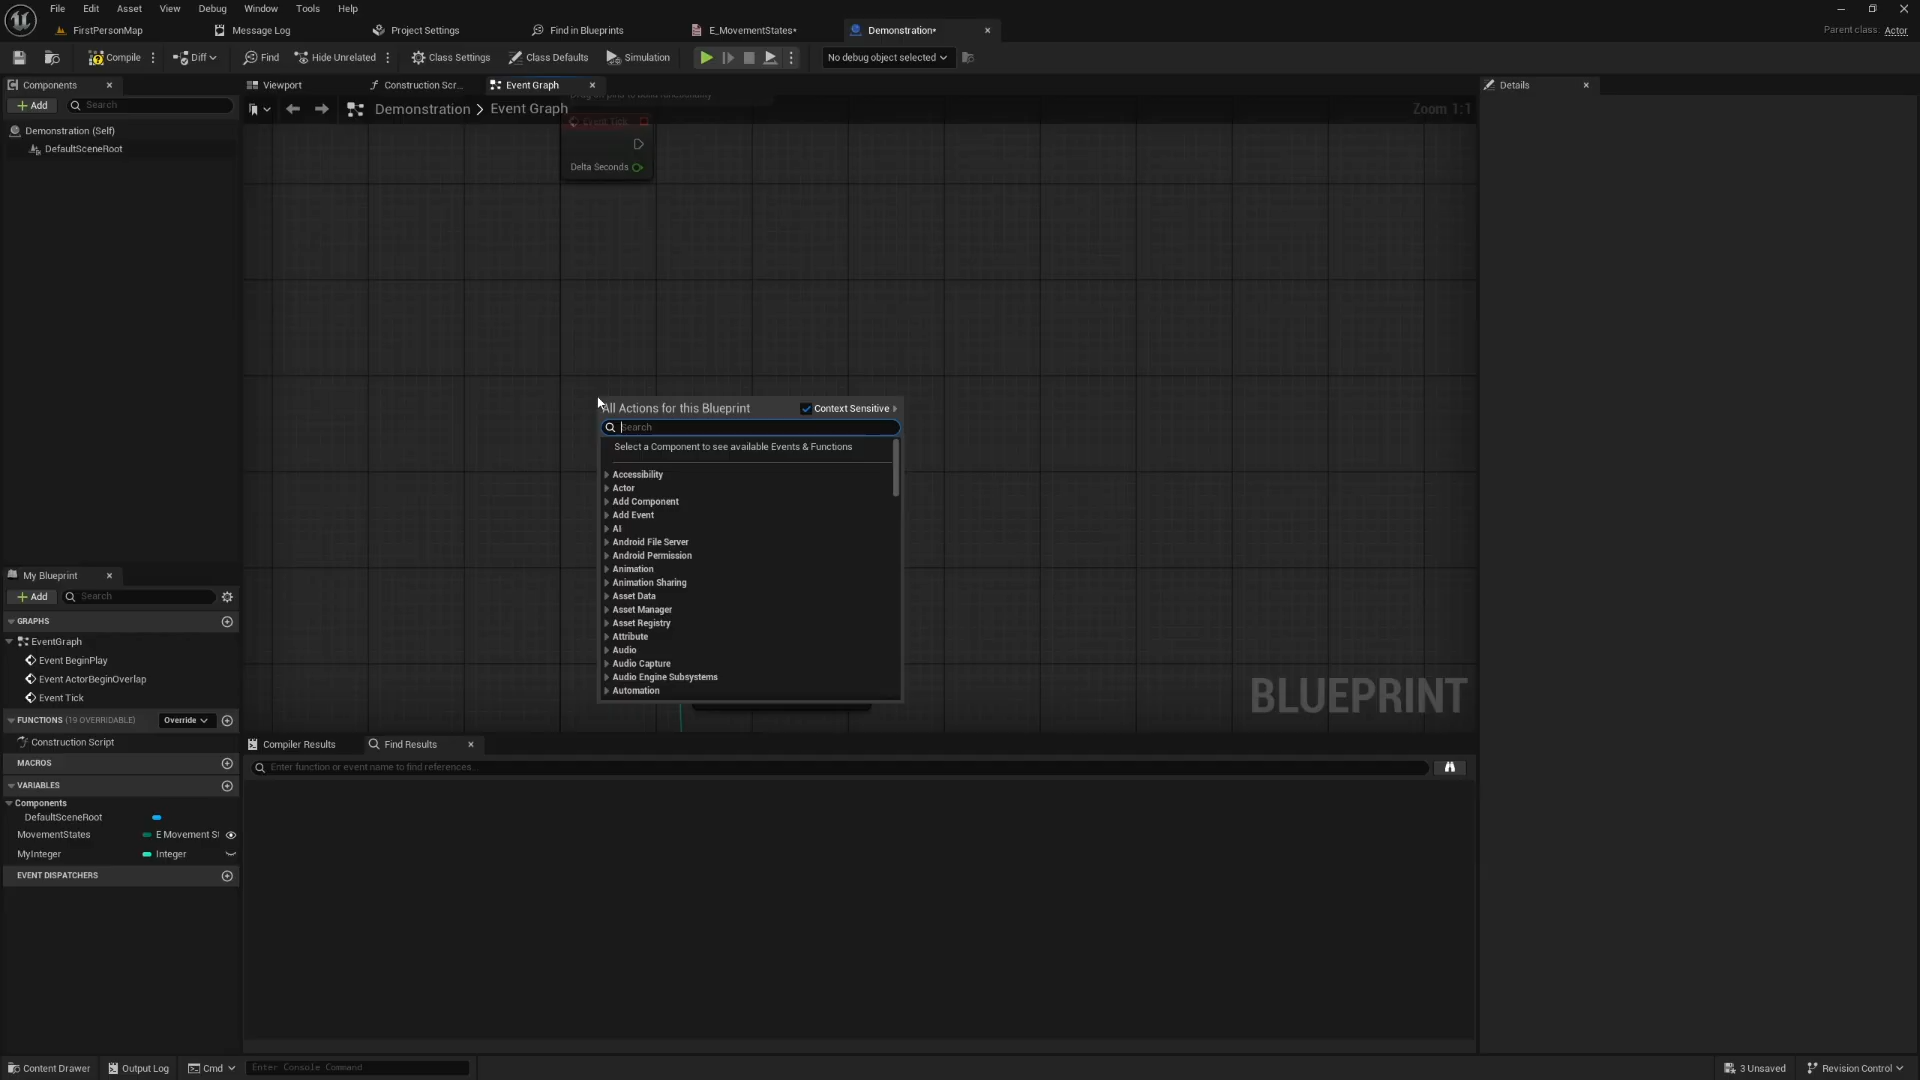 File Edit Asset View Debug Window Tools Help
FirstPersonMap Message Log Project Settings Find in Blueprints E_MovementStates* Demonstration* Parent class: Actor
Compile Diff Find Hide Unrelated Class Settings Class Defaults Simulation No debug object selected
Components Viewport Construction Scr... Event Graph Details
Add Search Demonstration > Event Graph Zoom 1:1
Demonstration (Self)
DefaultSceneRoot
Event Tick
Delta Seconds
All Actions for this Blueprint Context Sensitive
Search
Select a Component to see available Events & Functions
Accessibility
Actor
Add Component
Add Event
AI
Android File Server
Android Permission
Animation
Animation Sharing
Asset Data
Asset Manager
Asset Registry
Attribute
Audio
Audio Capture
Audio Engine Subsystems
Automation
BLUEPRINT
My Blueprint
Add Search
GRAPHS
EventGraph
Event BeginPlay
Event ActorBeginOverlap
Event Tick
FUNCTIONS (19 OVERRIDABLE) Override
Construction Script
MACROS
VARIABLES
Components
DefaultSceneRoot
MovementStates E Movement St
MyInteger Integer
EVENT DISPATCHERS
Compiler Results Find Results
Enter function or event name to find references...
Content Drawer Output Log Cmd Enter Console Command 3 Unsaved Revision Control